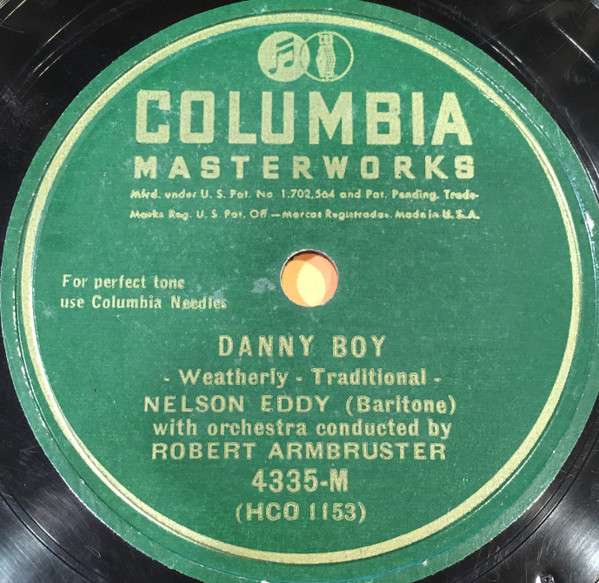 COLUMBIA
MASTERWORKS
Mfrd. under U. S. Pat. No. 1,702,564 and Pat. Pending. Trade-
Marks Reg. U. S. Pat. Off — Marcas Registradas. Made in U.S.A.
For perfect tone
use Columbia Needles
DANNY BOY
- Weatherly - Traditional -
NELSON EDDY (Baritone)
with orchestra conducted by
ROBERT ARMBRUSTER
4335-M
(HCO 1153)